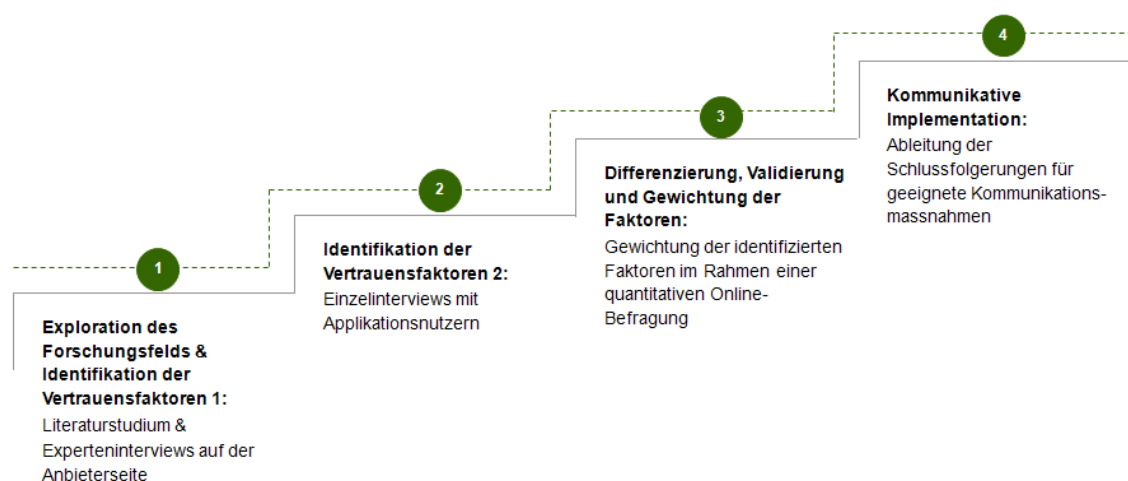 1
Exploration des
Forschungsfelds &
Identifikation der
Vertrauensfaktoren 1:
Literaturstudium &
Experteninterviews auf der
Anbieterseite
2
Identifikation der
Vertrauensfaktoren 2:
Einzelinterviews mit
Applikationsnutzern
3
Differenzierung, Validierung
und Gewichtung der
Faktoren:
Gewichtung der identifizierten
Faktoren im Rahmen einer
quantitativen Online-
Befragung
4
Kommunikative
Implementation:
Ableitung der
Schlussfolgerungen für
geeignete Kommunikations-
massnahmen